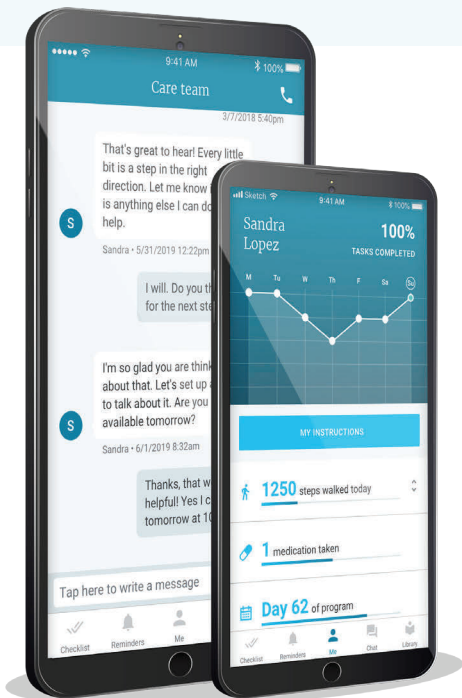 9:41 AM
100%
Care team
3/7/2018 5:40pm
That's great to hear! Every little
bit is a step in the right
direction. Let me know
is anything else I can do
help.
S
Sandra • 5/31/2019 12:22pm
I will. Do you
for the next
I'm so glad you are
about that. Let's set up
to talk about it. Are you
available tomorrow?
S
Sandra • 6/1/2019 8:32am
Thanks, that
helpful! Yes I
tomorrow at
Tap here to write a message
Checklist
Reminders
Me
Sketch
9:41 AM
100%
Sandra
Lopez
100%
TASKS COMPLETED
M Tu W Th F Sa Su
MY INSTRUCTIONS
1250 steps walked today
1 medication taken
Day 62 of program
Checklist
Reminders
Me
Chat
Library